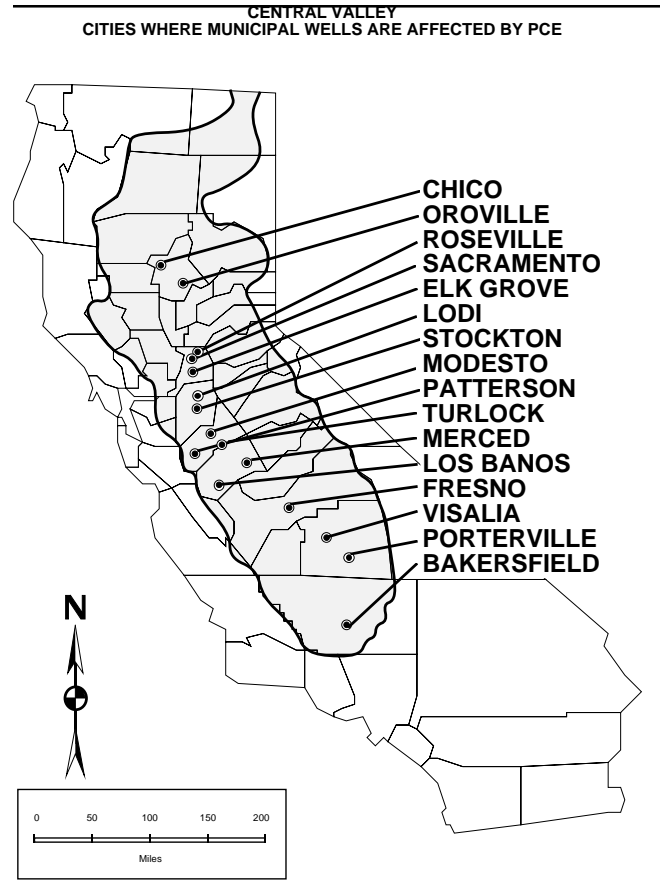 CENTRAL VALLEY
CITIES WHERE MUNICIPAL WELLS ARE AFFECTED BY PCE
CHICO
OROVILLE
ROSEVILLE
SACRAMENTO
ELK GROVE
LODI
STOCKTON
MODESTO
PATTERSON
TURLOCK
MERCED
LOS BANOS
FRESNO
VISALIA
PORTERVILLE
BAKERSFIELD
N
0 50 100 150 200
Miles